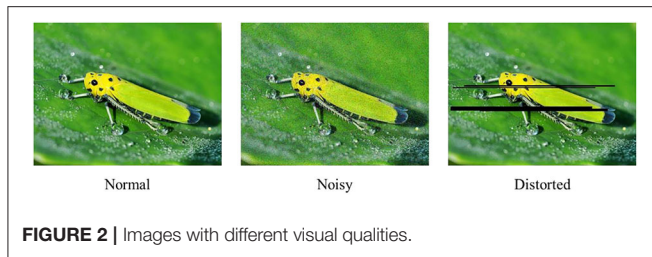 Normal
Noisy
Distorted
FIGURE 2 | Images with different visual qualities.